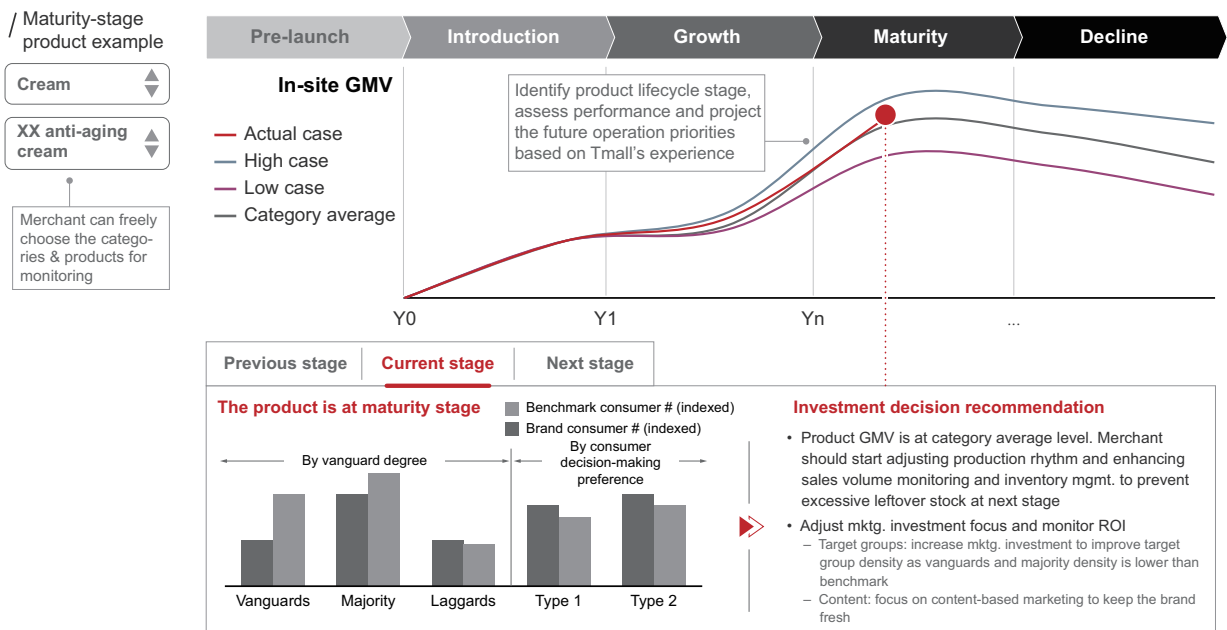 / Maturity-stage
product example
Cream
XX anti-aging
cream
Merchant can freely
choose the catego-
ries & products for
monitoring
Pre-launch
Introduction
Growth
Maturity
Decline
In-site GMV
Actual case
High case
Low case
Category average
Identify product lifecycle stage,
assess performance and project
the future operation priorities
based on Tmall's experience
Y0
Y1
Yn
...
Previous stage
Current stage
Next stage
The product is at maturity stage
Benchmark consumer # (indexed)
Brand consumer # (indexed)
By vanguard degree
By consumer
decision-making
preference
Vanguards
Majority
Laggards
Type 1
Type 2
Investment decision recommendation
• Product GMV is at category average level. Merchant
should start adjusting production rhythm and enhancing
sales volume monitoring and inventory mgmt. to prevent
excessive leftover stock at next stage
• Adjust mktg. investment focus and monitor ROI
– Target groups: increase mktg. investment to improve target
group density as vanguards and majority density is lower than
benchmark
– Content: focus on content-based marketing to keep the brand
fresh